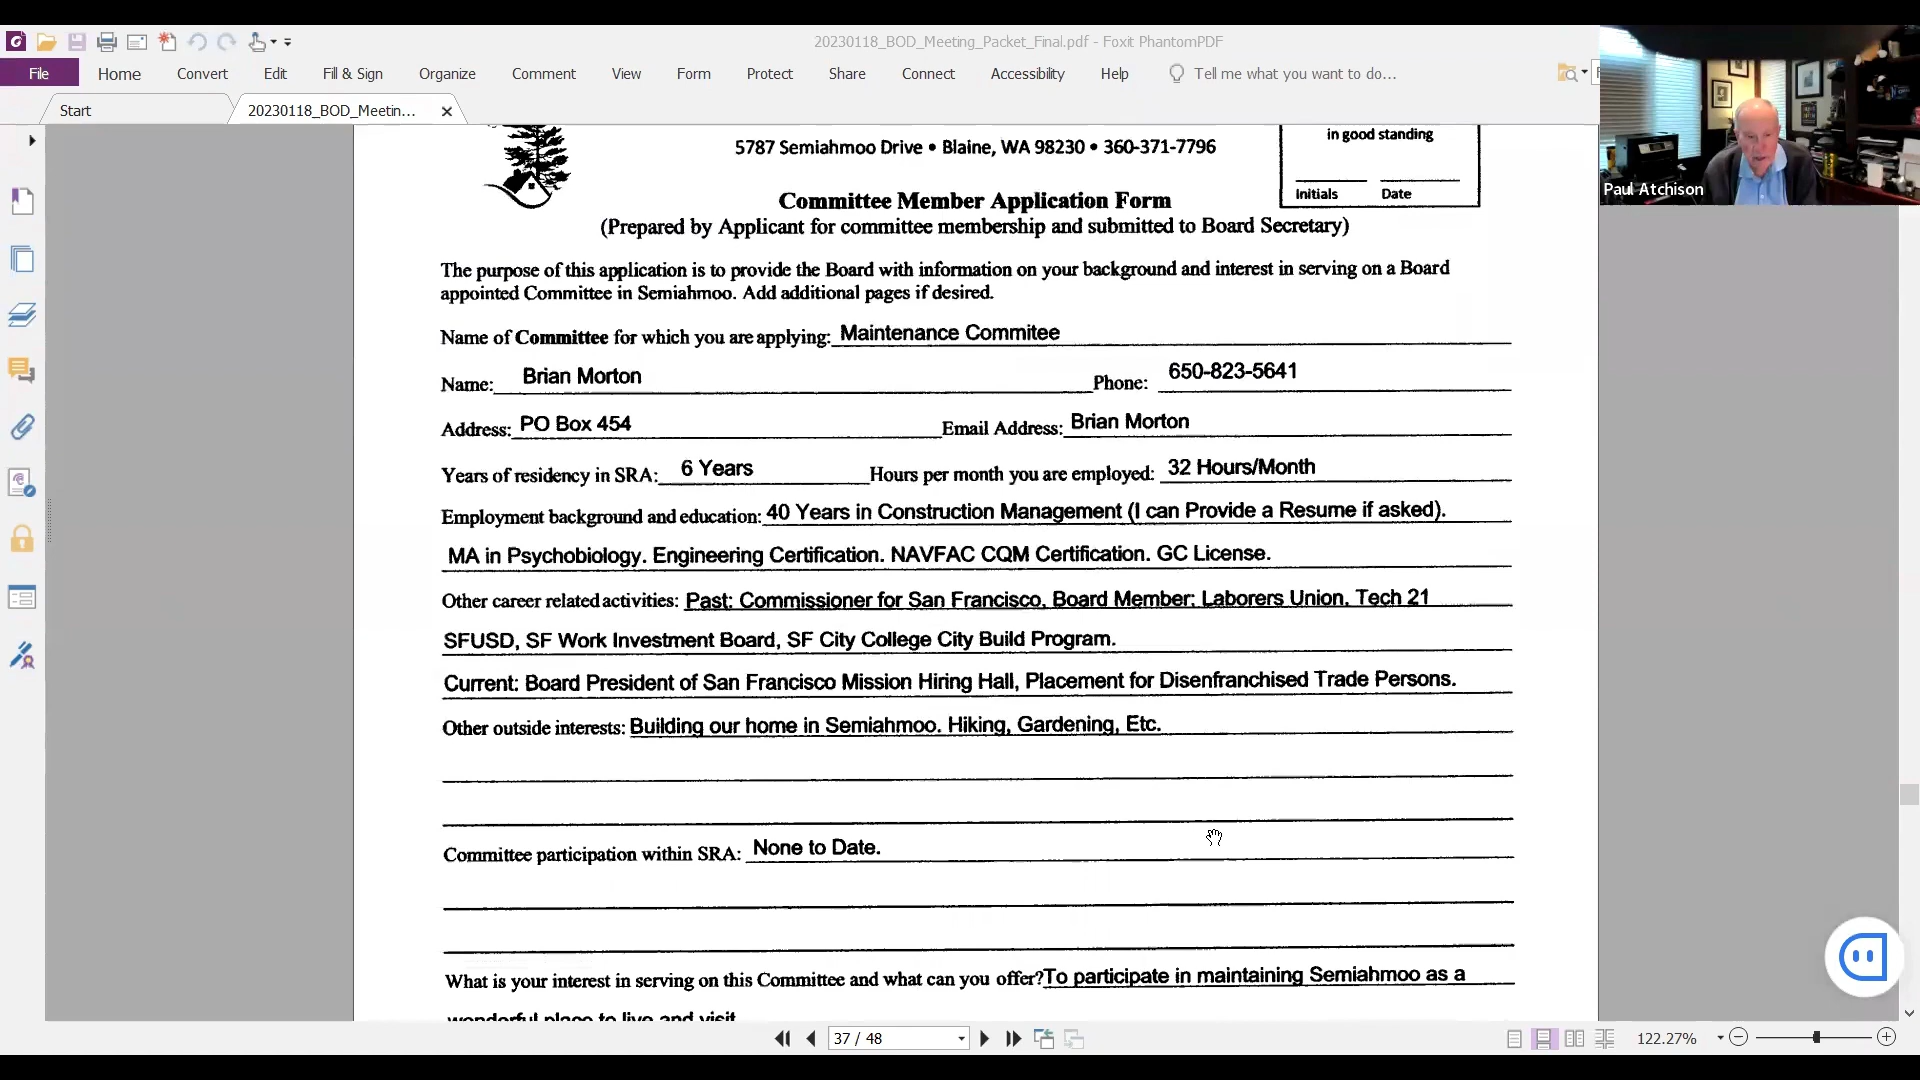 20230118_BOD_Meeting_Packet_Final.pdf - Foxit PhantomPDF
File Home Convert Edit Fill & Sign Organize Comment View Form Protect Share Connect Accessibility Help Tell me what you want to do...
Start 20230118_BOD_Meetin...
in good standing
5787 Semiahmoo Drive • Blaine, WA 98230 • 360-371-7796
Initials Date
Paul Atchison
Committee Member Application Form
(Prepared by Applicant for committee membership and submitted to Board Secretary)
The purpose of this application is to provide the Board with information on your background and interest in serving on a Board
appointed Committee in Semiahmoo. Add additional pages if desired.
Name of Committee for which you are applying: Maintenance Commitee
Name: Brian Morton Phone: 650-823-5641
Address: PO Box 454 Email Address: Brian Morton
Years of residency in SRA: 6 Years Hours per month you are employed: 32 Hours/Month
Employment background and education: 40 Years in Construction Management (I can Provide a Resume if asked).
MA in Psychobiology. Engineering Certification. NAVFAC CQM Certification. GC License.
Other career related activities: Past: Commissioner for San Francisco, Board Member: Laborers Union, Tech 21
SFUSD, SF Work Investment Board, SF City College City Build Program.
Current: Board President of San Francisco Mission Hiring Hall, Placement for Disenfranchised Trade Persons.
Other outside interests: Building our home in Semiahmoo. Hiking, Gardening, Etc.
Committee participation within SRA: None to Date.
What is your interest in serving on this Committee and what can you offer? To participate in maintaining Semiahmoo as a
wonderful place to live and visit
37 / 48
122.27%